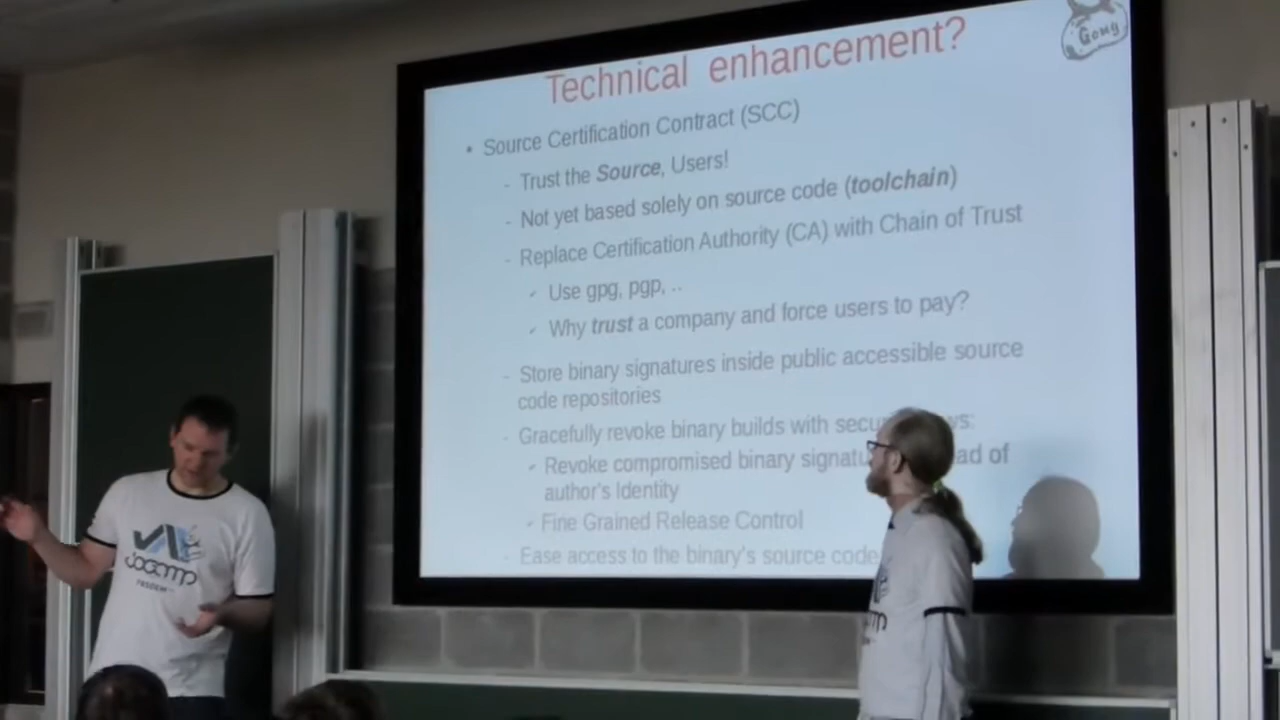 Technical enhancement?
Gomg
• Source Certification Contract (SCC)
- Trust the Source, Users!
- Not yet based solely on source code (toolchain)
- Replace Certification Authority (CA) with Chain of Trust
✓ Use gpg, pgp, ..
✓ Why trust a company and force users to pay?
- Store binary signatures inside public accessible source
code repositories
- Gracefully revoke binary builds with
✓ Revoke compromised binary of
author's Identity
✓ Fine Grained Release Control
- Ease access to the binary's source code
JOGAMP